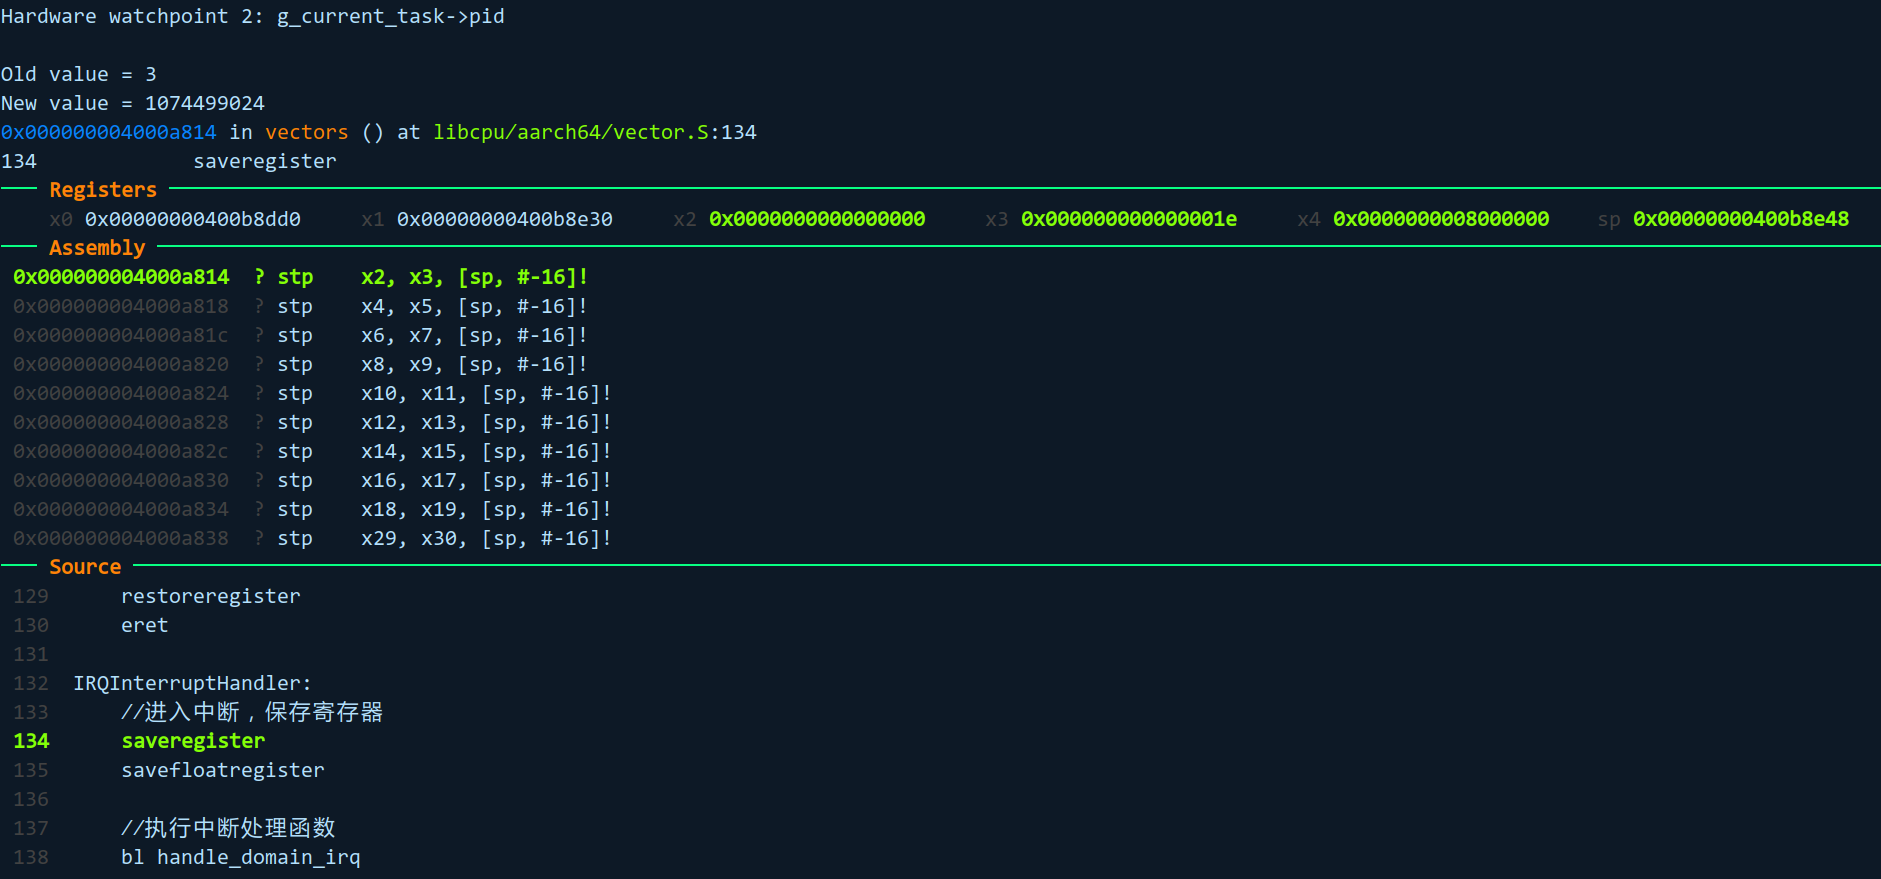 Hardware watchpoint 2: g_current_task->pid
Old value = 3
New value = 1074499024
0x000000004000a814 in vectors () at libcpu/aarch64/vector.S:134
134             saveregister
Registers
x0 0x00000000400b8dd0     x1 0x00000000400b8e30     x2 0x0000000000000000     x3 0x000000000000001e     x4 0x0000000008000000    sp 0x00000000400b8e48
Assembly
0x000000004000a814  ? stp    x2, x3, [sp, #-16]!
0x000000004000a818  ? stp    x4, x5, [sp, #-16]!
0x000000004000a81c  ? stp    x6, x7, [sp, #-16]!
0x000000004000a820  ? stp    x8, x9, [sp, #-16]!
0x000000004000a824  ? stp    x10, x11, [sp, #-16]!
0x000000004000a828  ? stp    x12, x13, [sp, #-16]!
0x000000004000a82c  ? stp    x14, x15, [sp, #-16]!
0x000000004000a830  ? stp    x16, x17, [sp, #-16]!
0x000000004000a834  ? stp    x18, x19, [sp, #-16]!
0x000000004000a838  ? stp    x29, x30, [sp, #-16]!
Source
129      restoreregister
130      eret
131
132  IRQInterruptHandler:
133      //进入中断，保存寄存器
134      saveregister
135      savefloatregister
136
137      //执行中断处理函数
138      bl handle_domain_irq